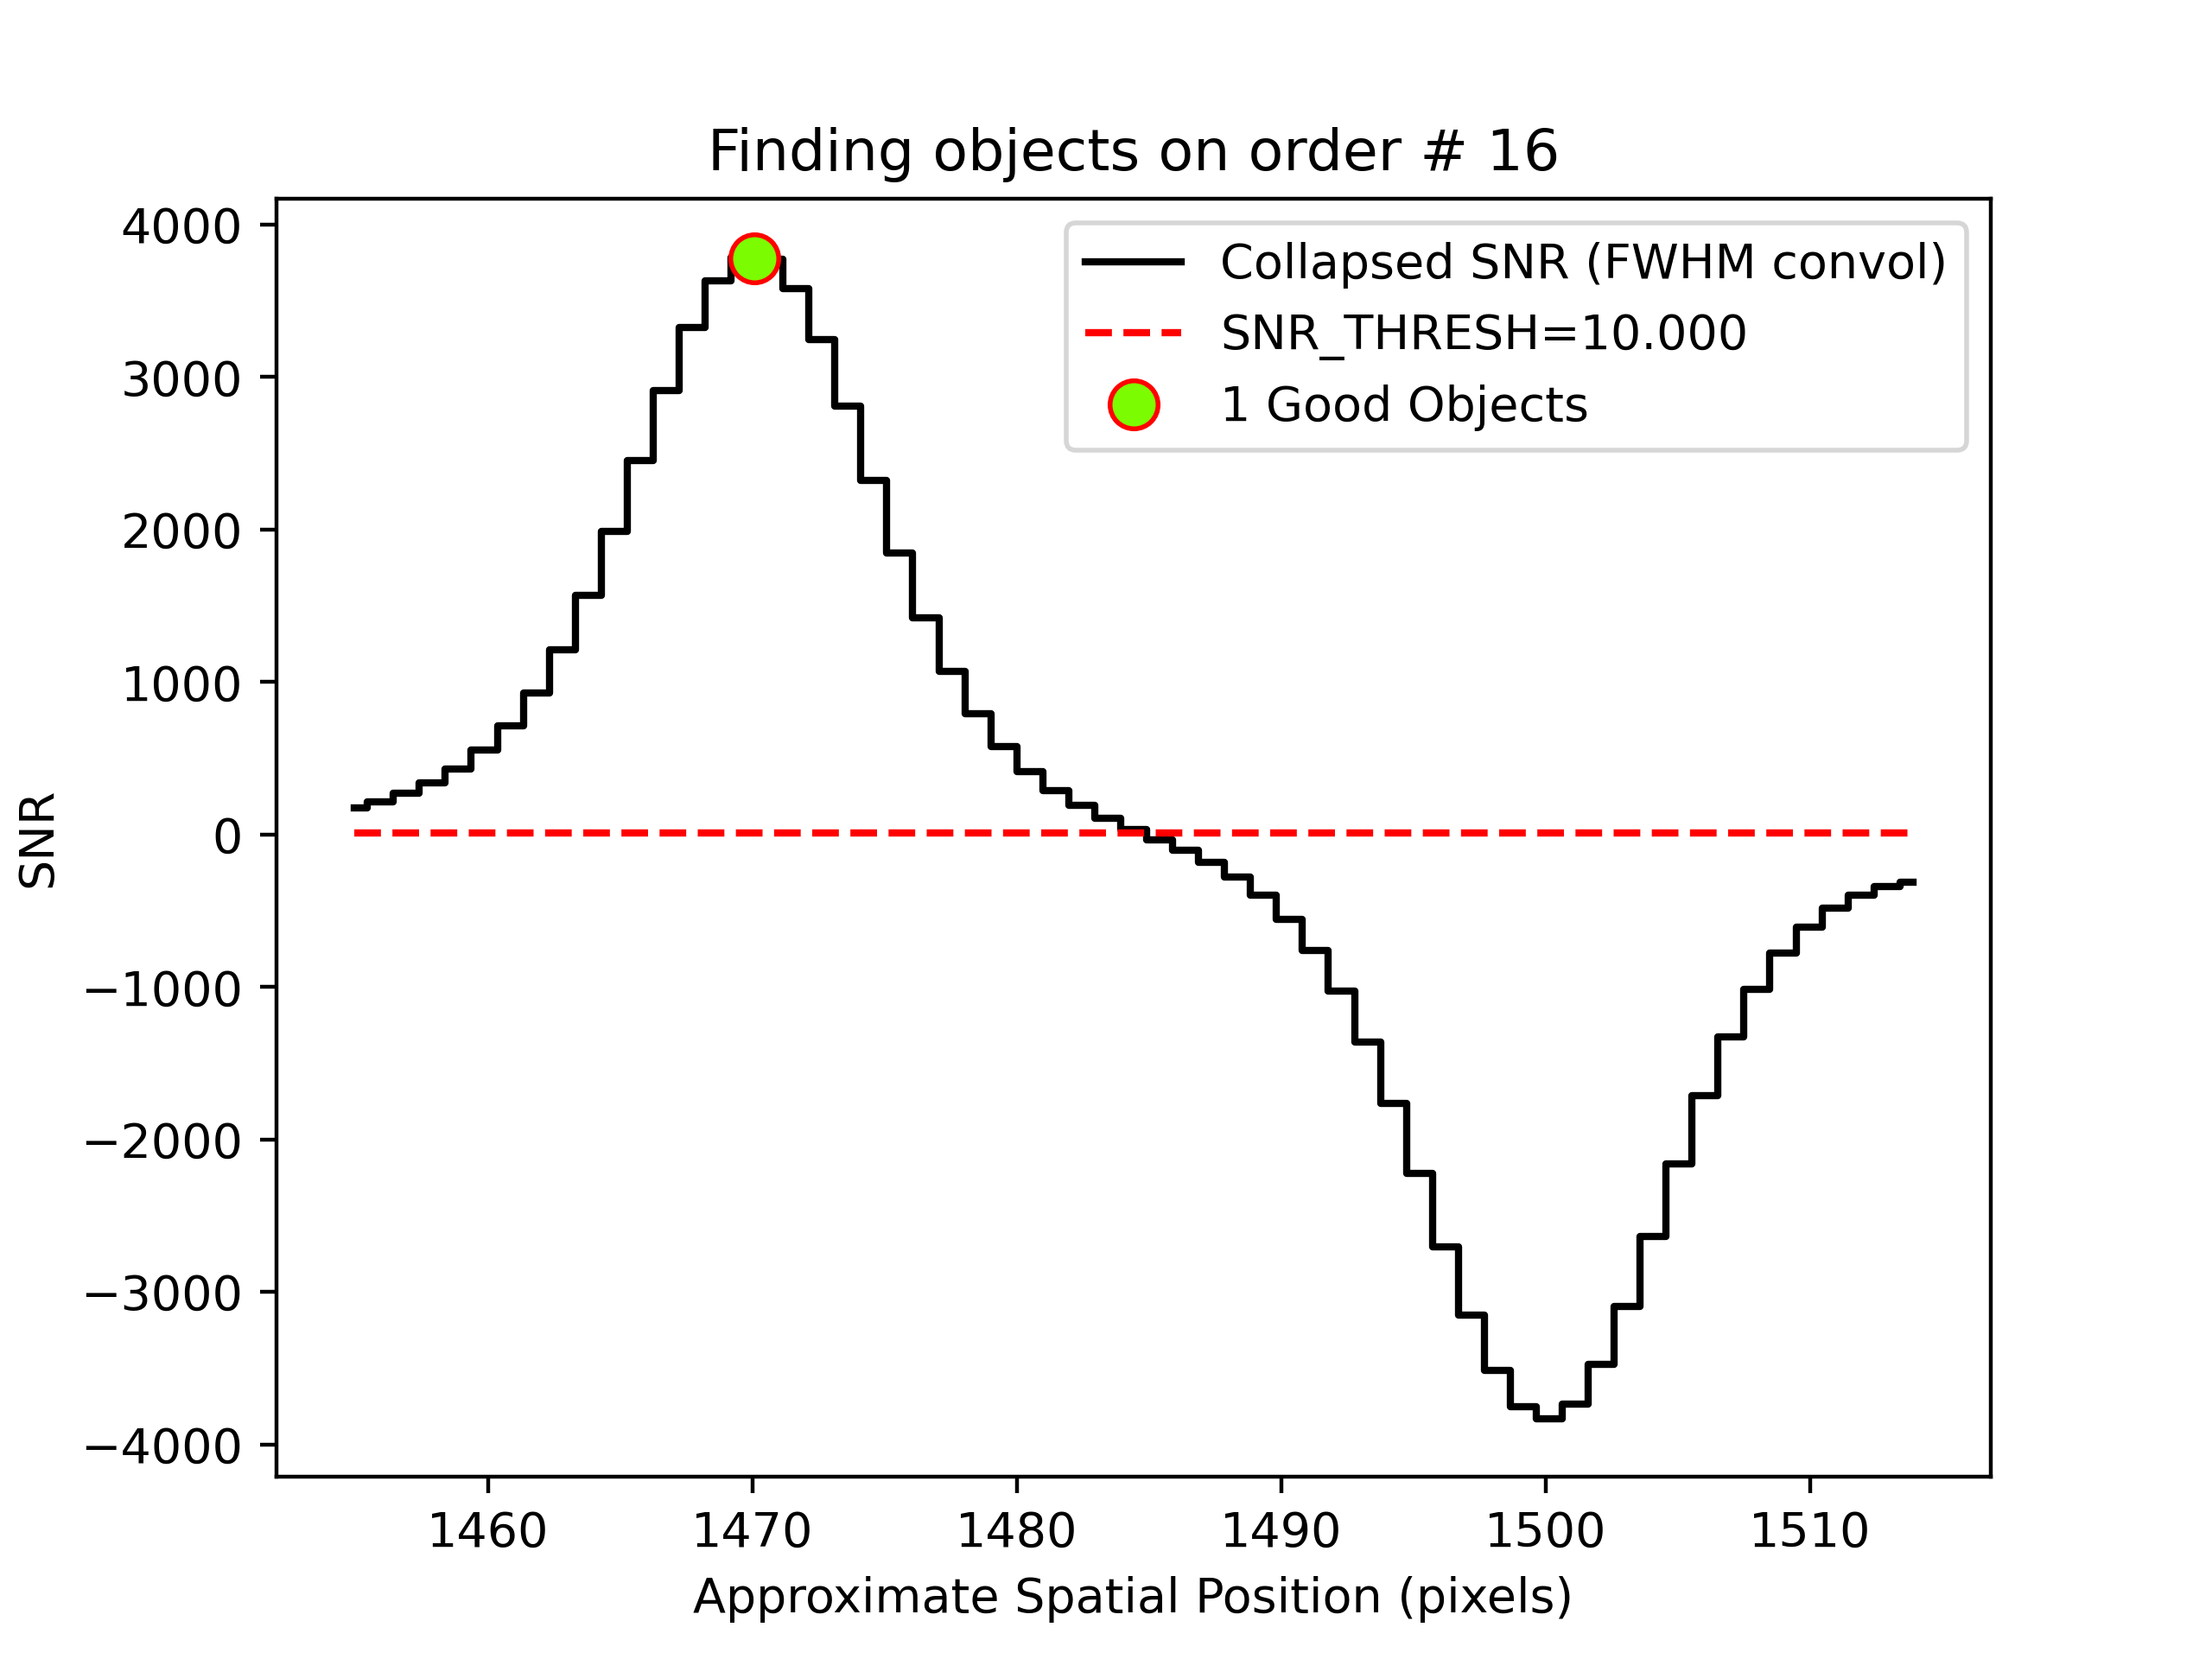 Finding objects on order # 16
4000
3000
2000
1000
0
−1000
−2000
−3000
−4000
SNR
Collapsed SNR (FWHM convol)
SNR_THRESH=10.000
1 Good Objects
1460 1470 1480 1490 1500 1510
Approximate Spatial Position (pixels)